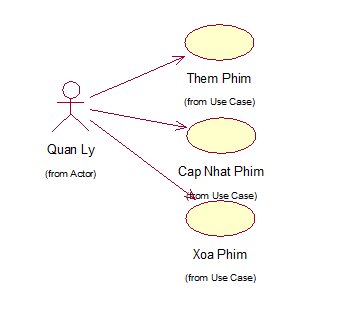 Them Phim
(from Use Case)
Quan Ly
(from Actor)
Cap Nhat Phim
(from Use Case)
Xoa Phim
(from Use Case)